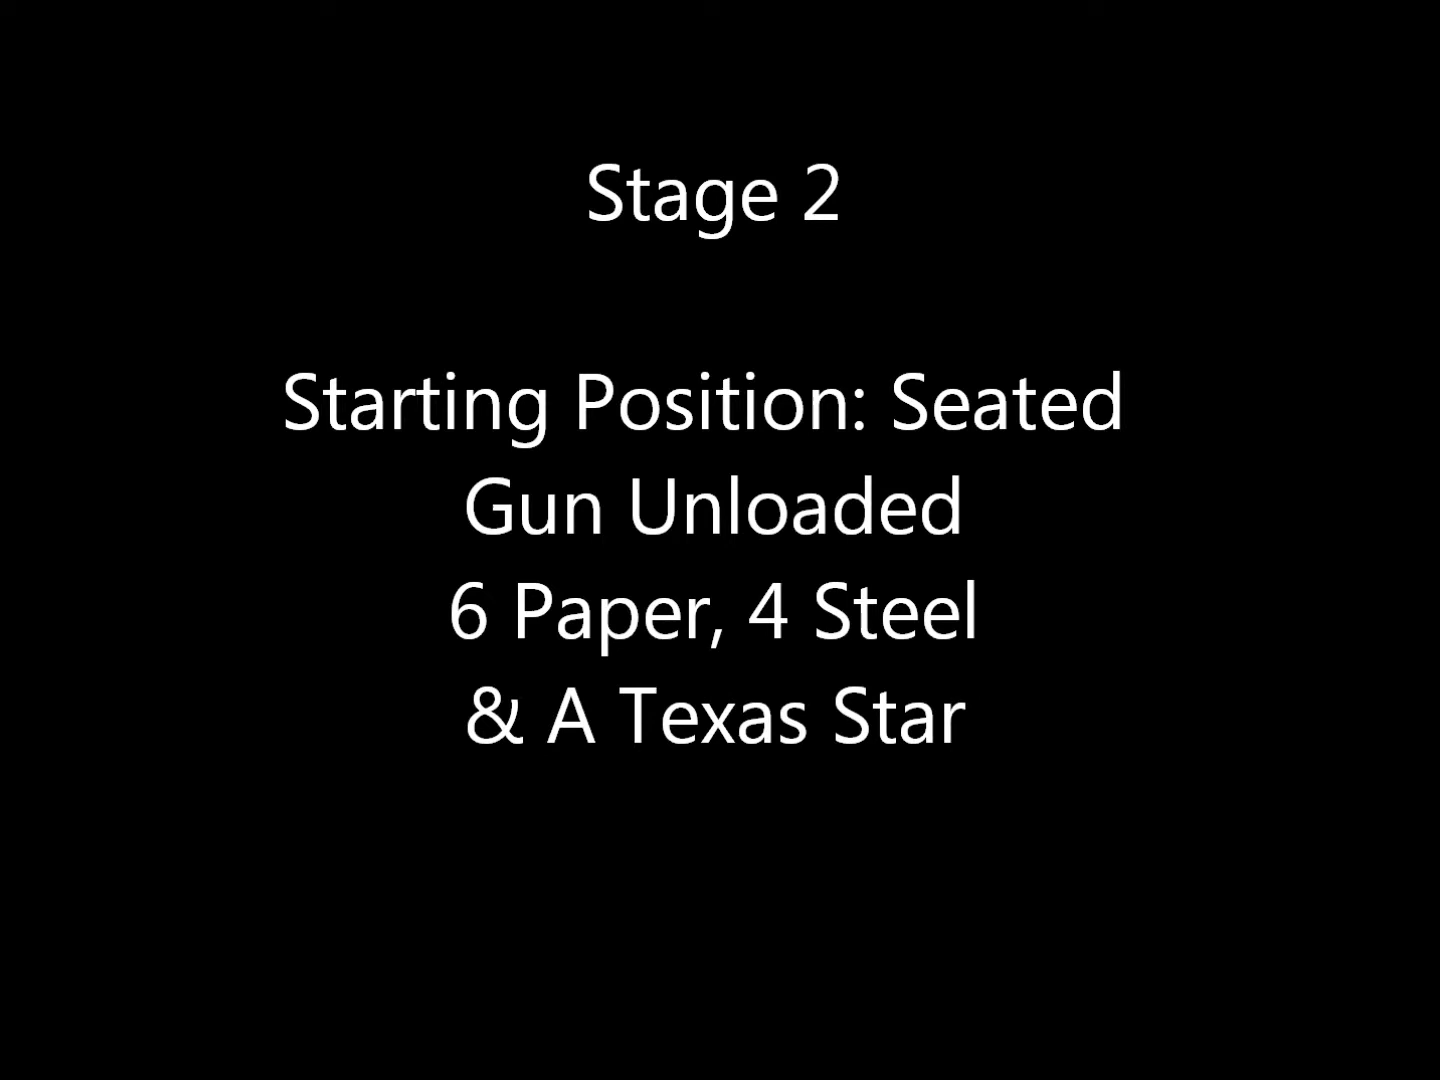 Stage 2
Starting Position: Seated
Gun Unloaded
6 Paper, 4 Steel
& A Texas Star